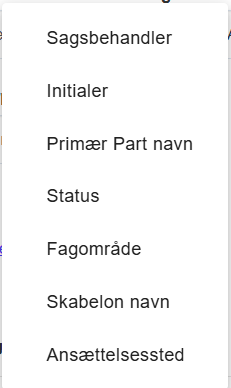 Sagsbehandler
Initialer
Primær Part navn
Status
Fagområde
Skabelon navn
Ansættelsessted